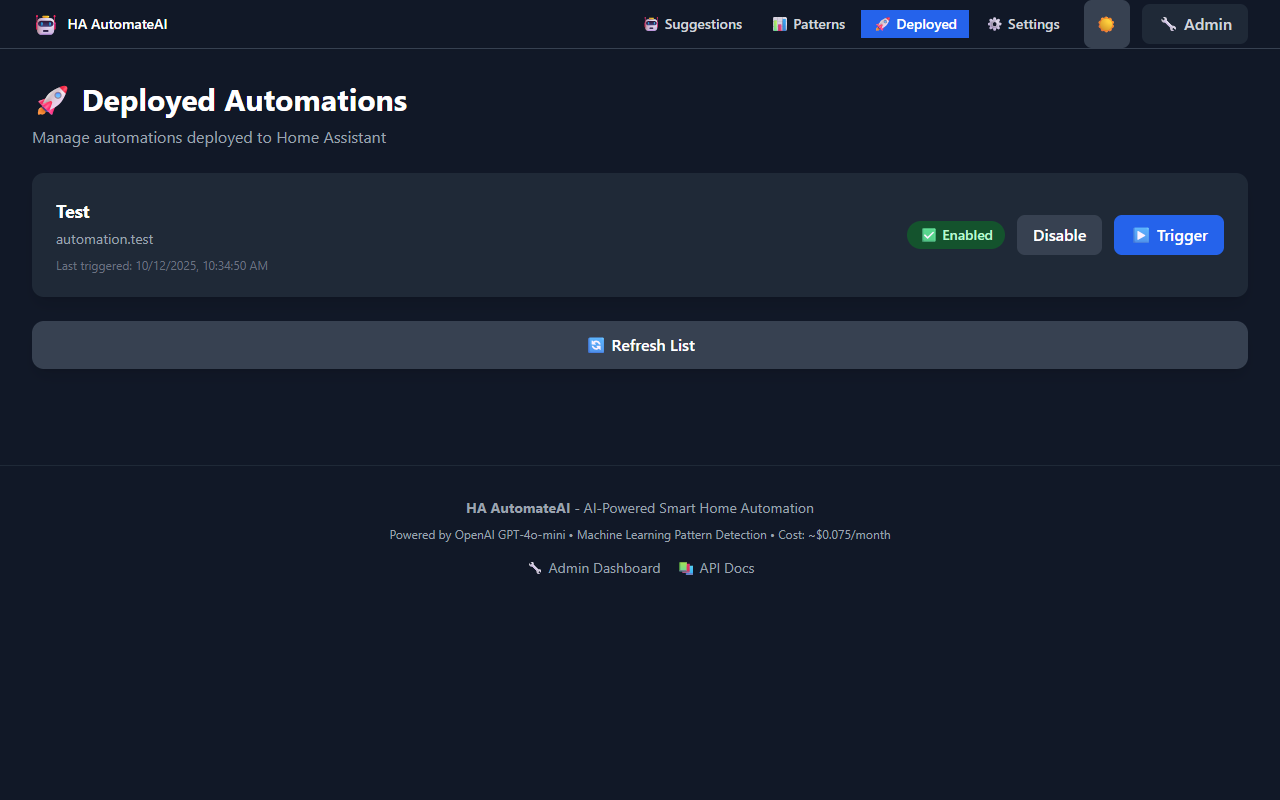 HA AutomateAI
Suggestions
Patterns
Deployed
Settings
Admin
Deployed Automations
Manage automations deployed to Home Assistant
Test
automation.test
Last triggered: 10/12/2025, 10:34:50 AM
Enabled
Disable
Trigger
Refresh List
HA AutomateAI - AI-Powered Smart Home Automation
Powered by OpenAI GPT-4o-mini • Machine Learning Pattern Detection • Cost: ~$0.075/month
Admin Dashboard
API Docs